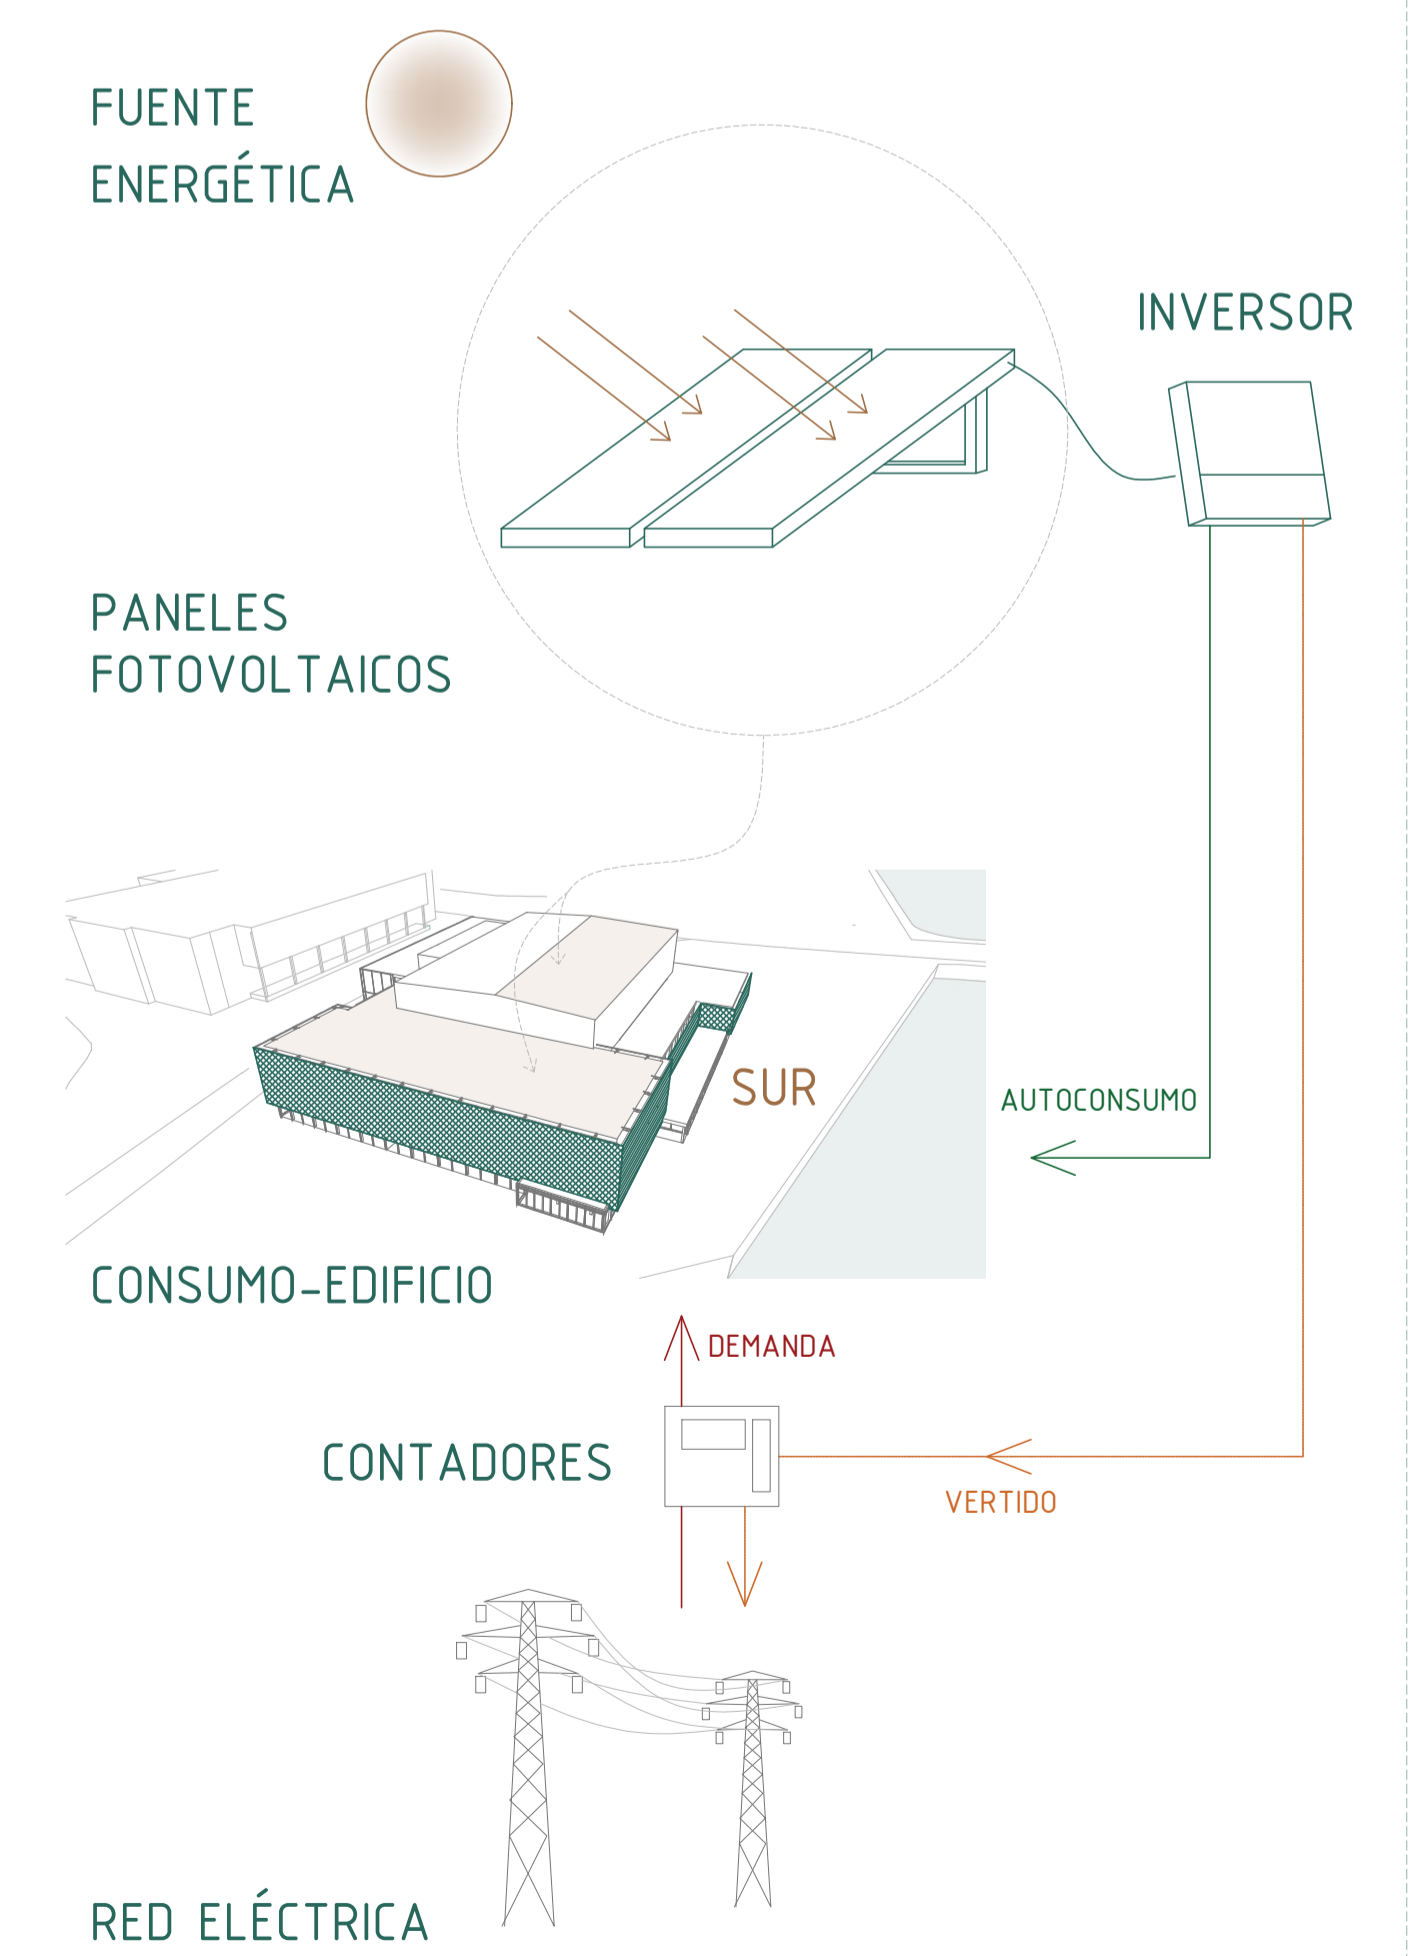 FUENTE
ENERGÉTICA
INVERSOR
PANELES
FOTOVOLTAICOS
SUR
AUTOCONSUMO
CONSUMO-EDIFICIO
DEMANDA
CONTADORES
VERTIDO
RED ELÉCTRICA